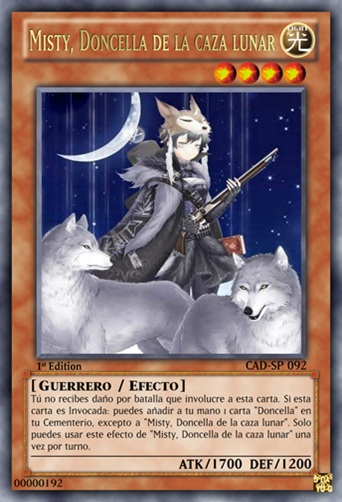 Misty, Doncella de la caza lunar
LIGHT
光
1st Edition
CAD-SP 092
[ Guerrero / Efecto ]
Tú no recibes daño por batalla que involucre a esta carta. Si esta
carta es Invocada: puedes añadir a tu mano 1 carta "Doncella" en
tu Cementerio, excepto a "Misty, Doncella de la caza lunar". Solo
puedes usar este efecto de "Misty, Doncella de la caza lunar" una
vez por turno.
ATK/1700 DEF/1200
00000192